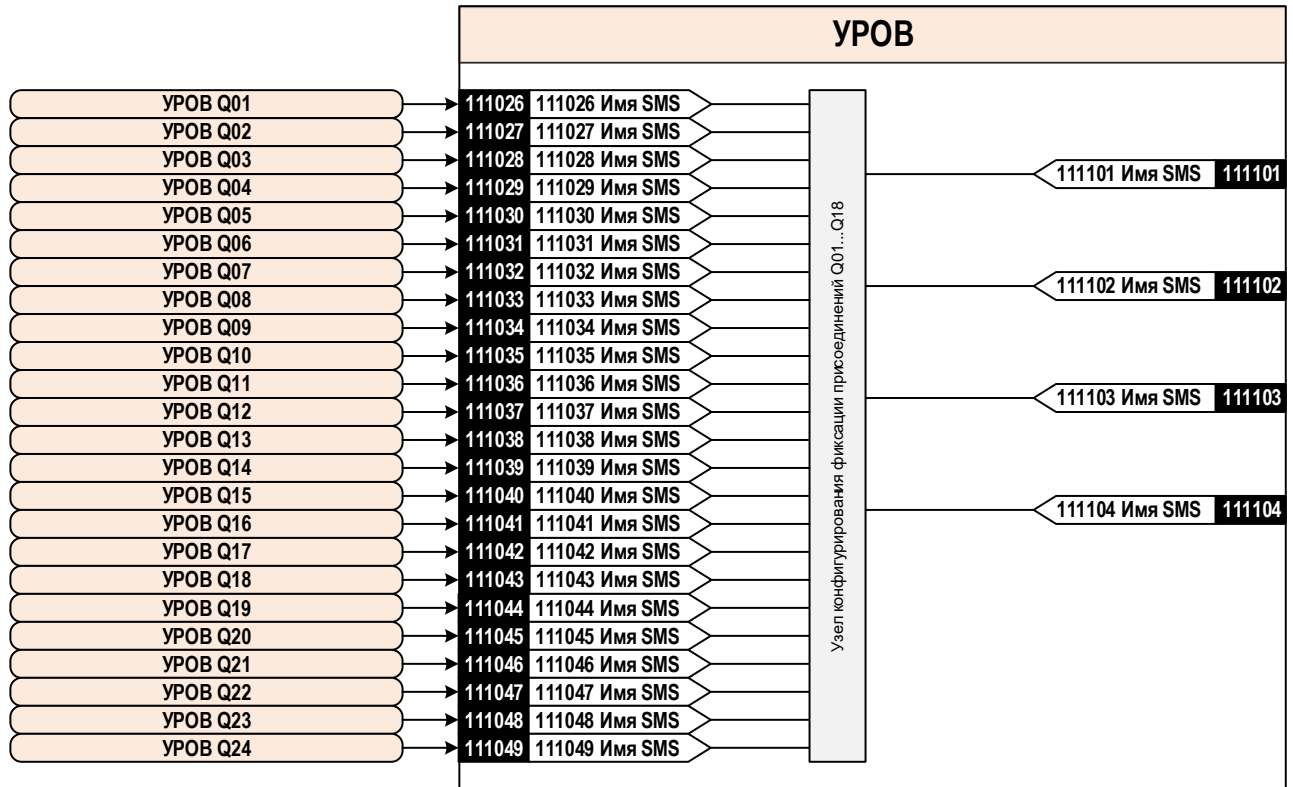 УРОВ
УРОВ Q01 111026 111026 Имя SMS
УРОВ Q02 111027 111027 Имя SMS
УРОВ Q03 111028 111028 Имя SMS
111101 Имя SMS 111101
УРОВ Q04 111029 111029 Имя SMS
УРОВ Q05 111030 111030 Имя SMS
УРОВ Q06 111031 111031 Имя SMS
УРОВ Q07 111032 111032 Имя SMS
111102 Имя SMS 111102
УРОВ Q08 111033 111033 Имя SMS
УРОВ Q09 111034 111034 Имя SMS
УРОВ Q10 111035 111035 Имя SMS
УРОВ Q11 111036 111036 Имя SMS
111103 Имя SMS 111103
УРОВ Q12 111037 111037 Имя SMS
УРОВ Q13 111038 111038 Имя SMS
УРОВ Q14 111039 111039 Имя SMS
УРОВ Q15 111040 111040 Имя SMS
111104 Имя SMS 111104
УРОВ Q16 111041 111041 Имя SMS
УРОВ Q17 111042 111042 Имя SMS
УРОВ Q18 111043 111043 Имя SMS
УРОВ Q19 111044 111044 Имя SMS
УРОВ Q20 111045 111045 Имя SMS
УРОВ Q21 111046 111046 Имя SMS
УРОВ Q22 111047 111047 Имя SMS
УРОВ Q23 111048 111048 Имя SMS
УРОВ Q24 111049 111049 Имя SMS
Узел конфигурирования фиксации присоединений Q01...Q18